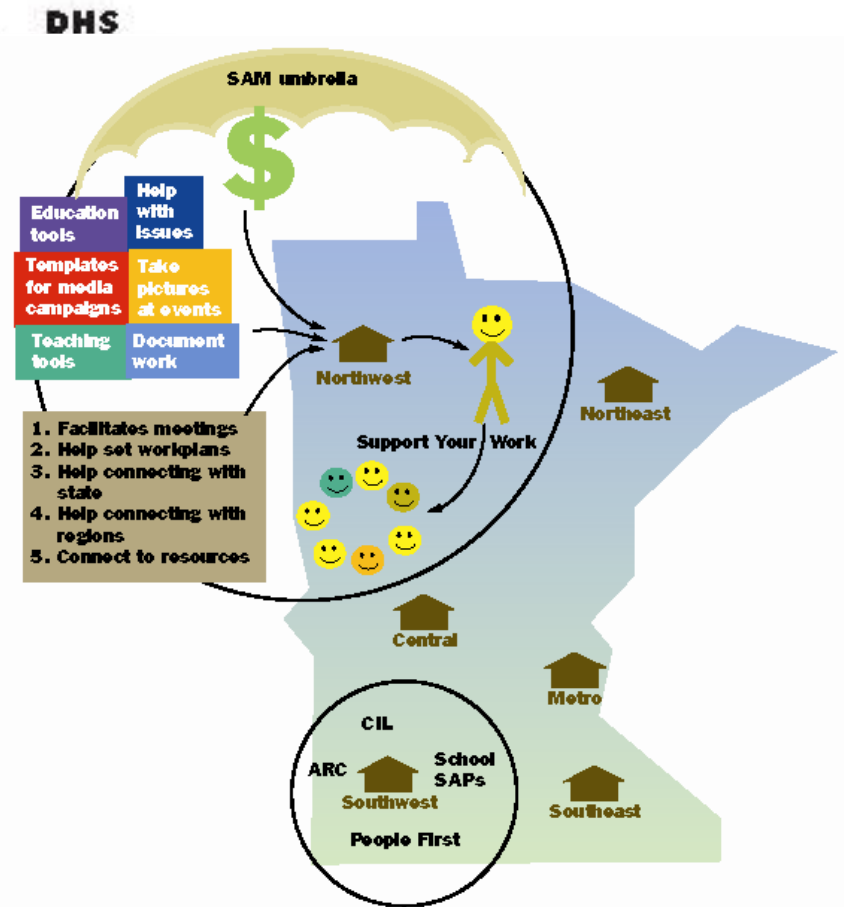 DHS
SAM umbrella
$
Education
tools
Help
with
issues
Templates
for media
campaigns
Take
pictures
at events
Teaching
tools
Document
work
Northwest
Northeast
1. Facilitates meetings
2. Help set workplans
3. Help connecting with
state
4. Help connecting with
regions
5. Connect to resources
Support Your Work
Central
Metro
CIL
ARC
School
SAPs
Southwest
Southeast
People First